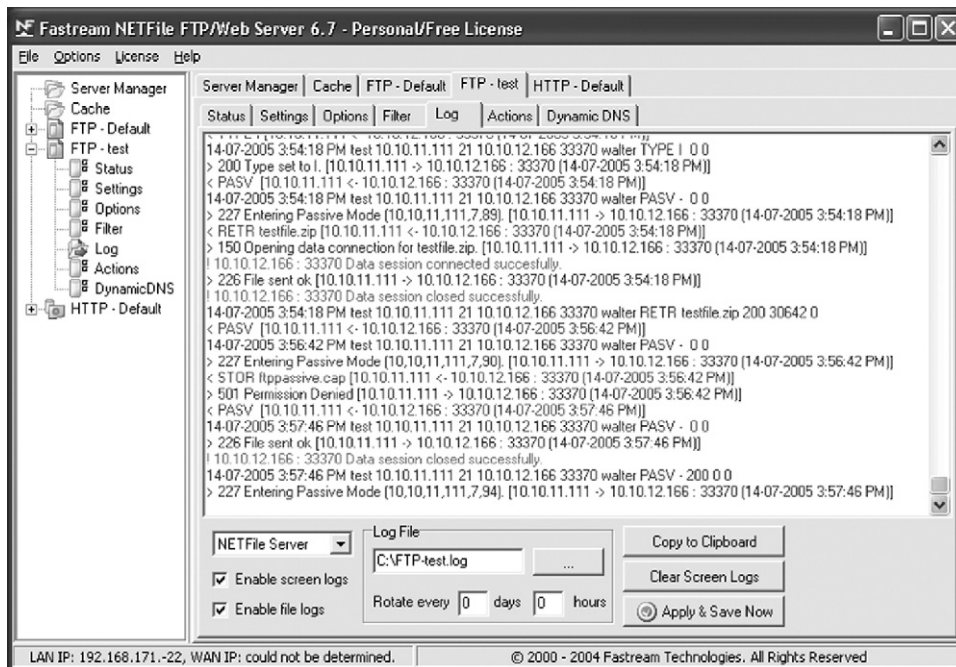 Fastream NETFile FTP/Web Server 6.7 - Personal/Free License
File Options License Help
Server Manager
Cache
FTP - Default
FTP - test
Status
Settings
Options
Filter
Log
Actions
DynamicDNS
HTTP - Default
Server Manager Cache FTP - Default FTP - test HTTP - Default
Status Settings Options Filter Log Actions Dynamic DNS
14-07-2005 3:54:18 PM test 10.10.11.111 21 10.10.12.166 33370 walter TYPE I 0 0
> 200 Type set to I. [10.10.11.111 -> 10.10.12.166 : 33370 (14-07-2005 3:54:18 PM)]
< PASV [10.10.11.111 <- 10.10.12.166 : 33370 (14-07-2005 3:54:18 PM)]
14-07-2005 3:54:18 PM test 10.10.11.111 21 10.10.12.166 33370 walter PASV - 0 0
> 227 Entering Passive Mode (10,10,11,111,7,89). [10.10.11.111 -> 10.10.12.166 : 33370 (14-07-2005 3:54:18 PM)]
< RETR testfile.zip [10.10.11.111 <- 10.10.12.166 : 33370 (14-07-2005 3:54:18 PM)]
> 150 Opening data connection for testfile.zip. [10.10.11.111 -> 10.10.12.166 : 33370 (14-07-2005 3:54:18 PM)]
! 10.10.12.166 : 33370 Data session connected succesfully.
> 226 File sent ok [10.10.11.111 -> 10.10.12.166 : 33370 (14-07-2005 3:54:18 PM)]
! 10.10.12.166 : 33370 Data session closed successfully.
14-07-2005 3:54:18 PM test 10.10.11.111 21 10.10.12.166 33370 walter RETR testfile.zip 200 30642 0
< PASV [10.10.11.111 <- 10.10.12.166 : 33370 (14-07-2005 3:56:42 PM)]
14-07-2005 3:56:42 PM test 10.10.11.111 21 10.10.12.166 33370 walter PASV - 0 0
> 227 Entering Passive Mode (10,10,11,111,7,90). [10.10.11.111 -> 10.10.12.166 : 33370 (14-07-2005 3:56:42 PM)]
< STOR ftppassive.cap [10.10.11.111 <- 10.10.12.166 : 33370 (14-07-2005 3:56:42 PM)]
> 501 Permission Denied [10.10.11.111 -> 10.10.12.166 : 33370 (14-07-2005 3:56:42 PM)]
< PASV [10.10.11.111 <- 10.10.12.166 : 33370 (14-07-2005 3:57:46 PM)]
14-07-2005 3:57:46 PM test 10.10.11.111 21 10.10.12.166 33370 walter PASV - 0 0
> 226 File sent ok [10.10.11.111 -> 10.10.12.166 : 33370 (14-07-2005 3:57:46 PM)]
! 10.10.12.166 : 33370 Data session closed successfully.
14-07-2005 3:57:46 PM test 10.10.11.111 21 10.10.12.166 33370 walter PASV - 200 0 0
> 227 Entering Passive Mode (10,10,11,111,7,94). [10.10.11.111 -> 10.10.12.166 : 33370 (14-07-2005 3:57:46 PM)]
NETFile Server
Enable screen logs
Enable file logs
Log File
C:\FTP-test.log
...
Rotate every 0 days 0 hours
Copy to Clipboard
Clear Screen Logs
Apply & Save Now
LAN IP: 192.168.171.-22, WAN IP: could not be determined.
© 2000 - 2004 Fastream Technologies. All Rights Reserved